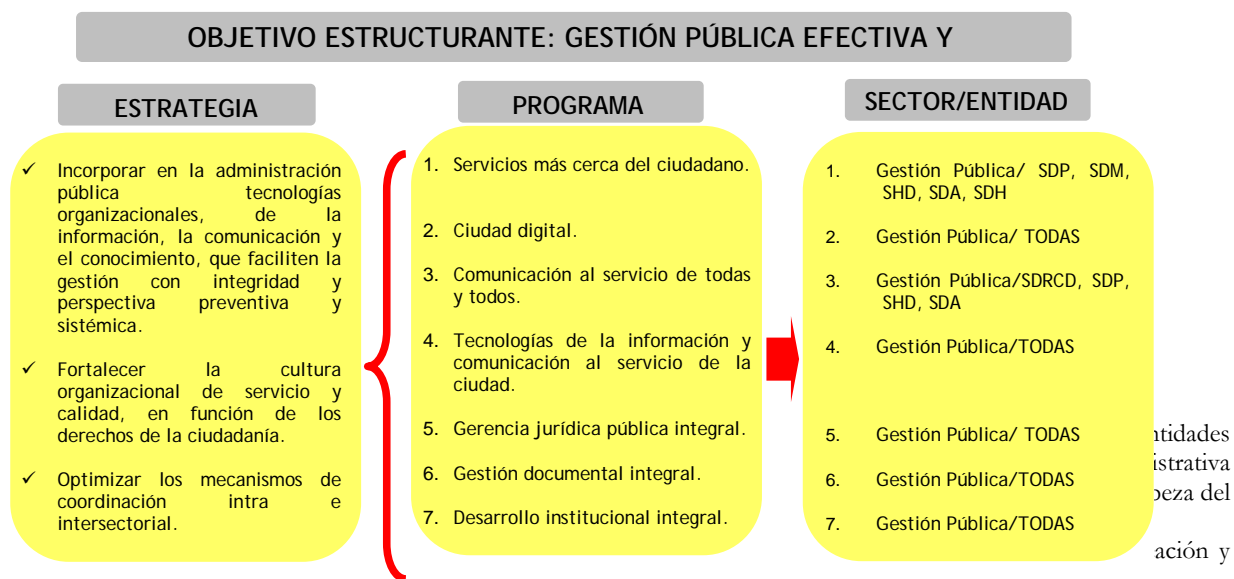 OBJETIVO ESTRUCTURANTE: GESTIÓN PÚBLICA EFECTIVA Y
ESTRATEGIA
✓ Incorporar en la administración
pública tecnologías
organizacionales, de la
información, la comunicación y
el conocimiento, que faciliten la
gestión con integridad y
perspectiva preventiva y
sistémica.
✓ Fortalecer la cultura
organizacional de servicio y
calidad, en función de los
derechos de la ciudadanía.
✓ Optimizar los mecanismos de
coordinación intra e
intersectorial.
PROGRAMA
1. Servicios más cerca del ciudadano.
2. Ciudad digital.
3. Comunicación al servicio de todas
y todos.
4. Tecnologías de la información y
comunicación al servicio de la
ciudad.
5. Gerencia jurídica pública integral.
6. Gestión documental integral.
7. Desarrollo institucional integral.
SECTOR/ENTIDAD
1. Gestión Pública/ SDP, SDM,
SHD, SDA, SDH
2. Gestión Pública/ TODAS
3. Gestión Pública/SDRCD, SDP,
SHD, SDA
4. Gestión Pública/TODAS
5. Gestión Pública/ TODAS
6. Gestión Pública/TODAS
7. Gestión Pública/TODAS
ntidades
istrativa
beza del
ación y